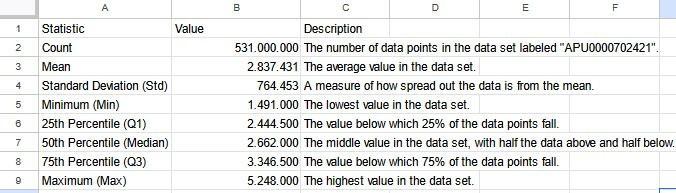 A B C D E F
1 Statistic Value Description
2 Count 531.000.000 The number of data points in the data set labeled "APU0000702421".
3 Mean 2.837.431 The average value in the data set.
4 Standard Deviation (Std) 764.453 A measure of how spread out the data is from the mean.
5 Minimum (Min) 1.491.000 The lowest value in the data set.
6 25th Percentile (Q1) 2.444.500 The value below which 25% of the data points fall.
7 50th Percentile (Median) 2.662.000 The middle value in the data set, with half the data above and half below.
8 75th Percentile (Q3) 3.346.500 The value below which 75% of the data points fall.
9 Maximum (Max) 5.248.000 The highest value in the data set.